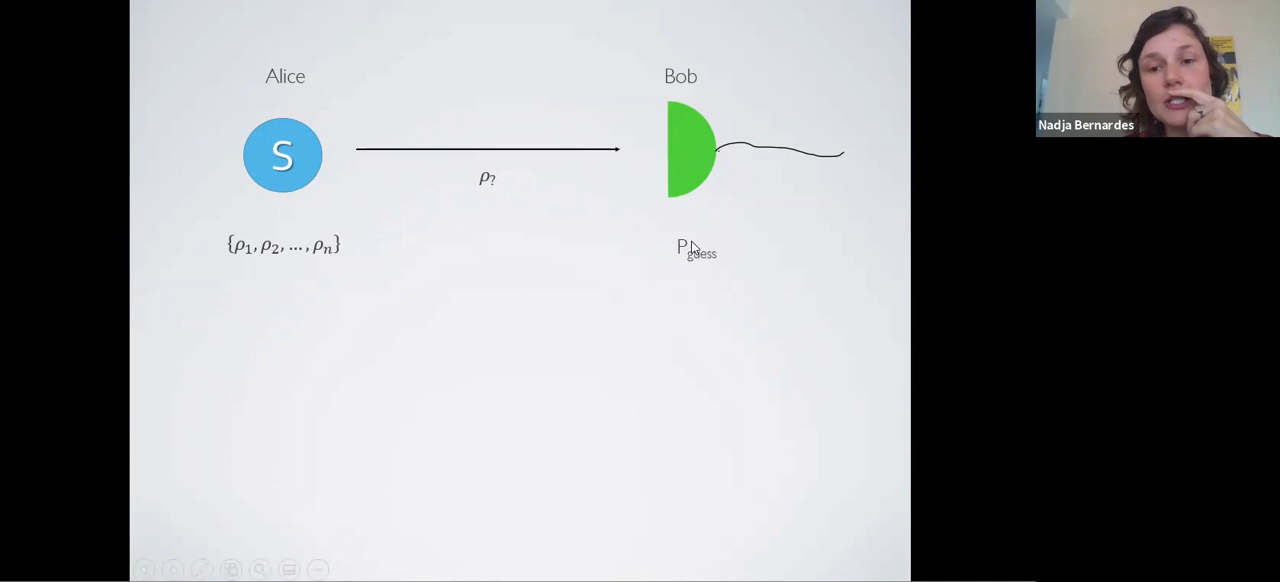 Alice
Bob
S
ρ?
{ρ₁, ρ₂, ..., ρₙ}
Pguess
Nadja Bernardes